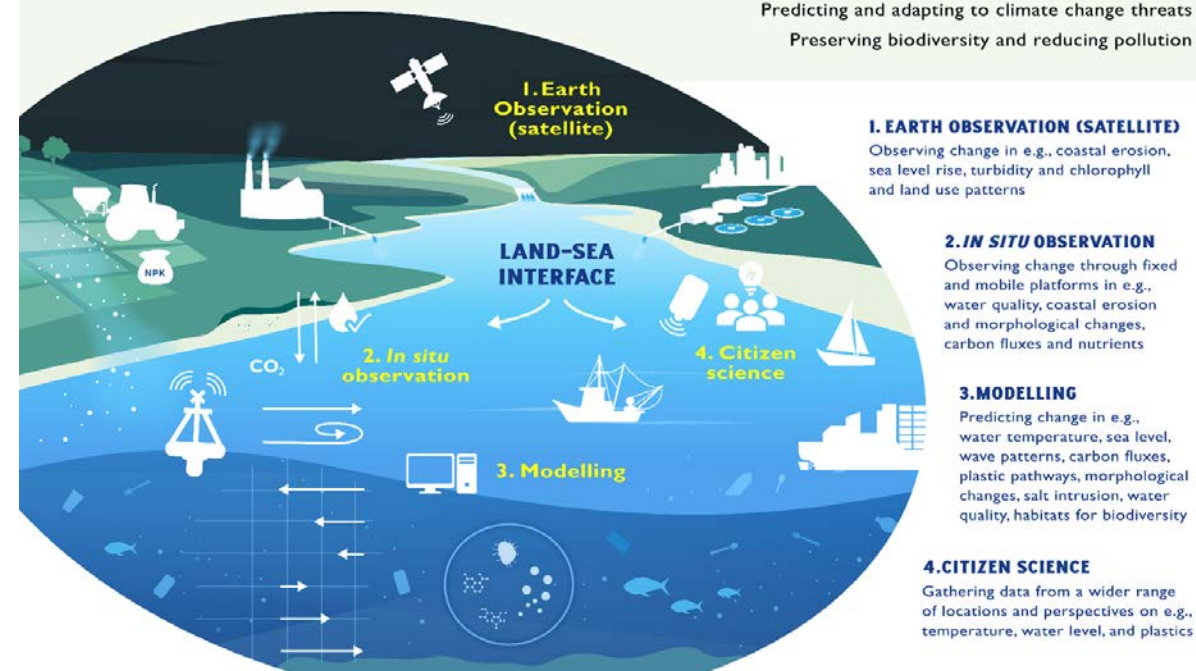 Predicting and adapting to climate change threats
Preserving biodiversity and reducing pollution
1. Earth
Observation
(satellite)
LAND-SEA
INTERFACE
NPK
CO2
2. In situ
observation
4. Citizen
science
3. Modelling
1. EARTH OBSERVATION (SATELLITE)
Observing change in e.g., coastal erosion,
sea level rise, turbidity and chlorophyll
and land use patterns
2. IN SITU OBSERVATION
Observing change through fixed
and mobile platforms in e.g.,
water quality, coastal erosion
and morphological changes,
carbon fluxes and nutrients
3. MODELLING
Predicting change in e.g.,
water temperature, sea level,
wave patterns, carbon fluxes,
plastic pathways, morphological
changes, salt intrusion, water
quality, habitats for biodiversity
4. CITIZEN SCIENCE
Gathering data from a wider range
of locations and perspectives on e.g.,
temperature, water level, and plastics